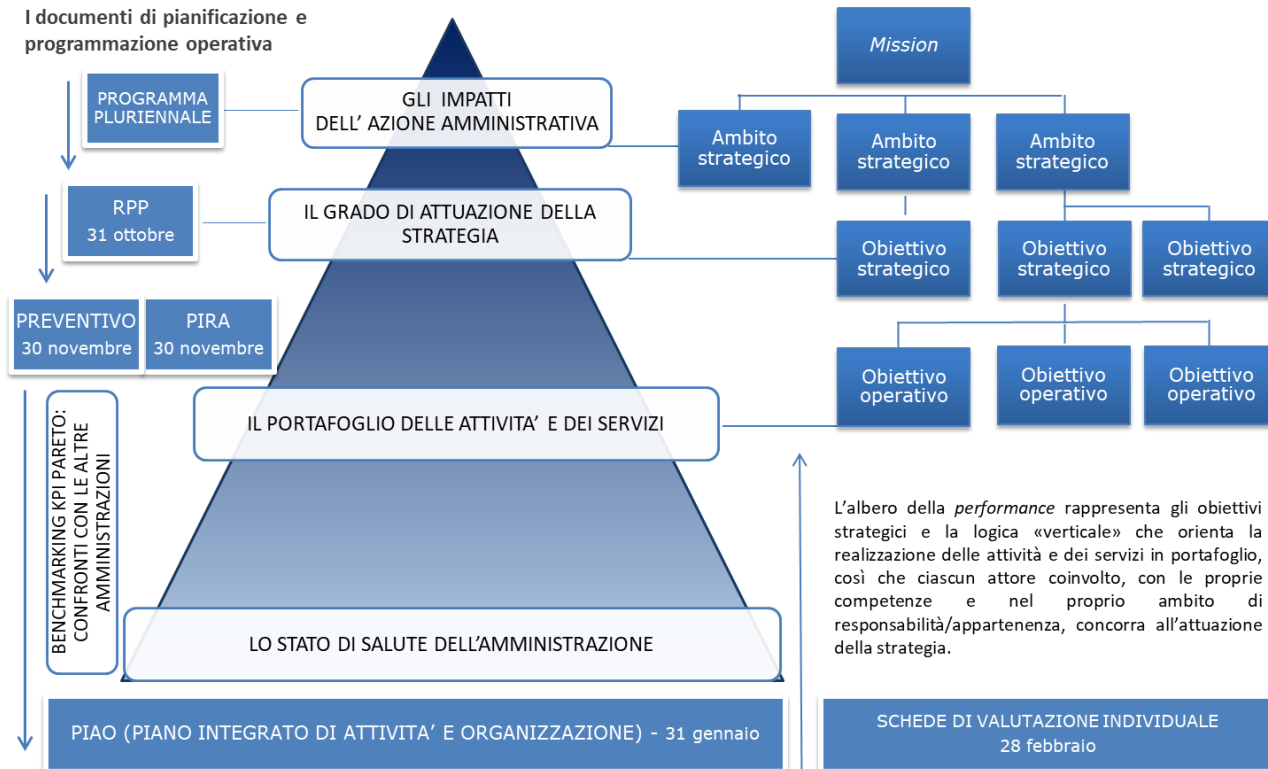 I documenti di pianificazione e
programmazione operativa
PROGRAMMA
PLURIENNALE
RPP
31 ottobre
PREVENTIVO
30 novembre
PIRA
30 novembre
BENCHMARKING KPI PARETO:
CONFRONTI CON LE ALTRE
AMMINISTRAZIONI
GLI IMPATTI
DELL’ AZIONE AMMINISTRATIVA
IL GRADO DI ATTUAZIONE DELLA
STRATEGIA
IL PORTAFOGLIO DELLE ATTIVITA’ E DEI SERVIZI
LO STATO DI SALUTE DELL’AMMINISTRAZIONE
Mission
Ambito
strategico
Ambito
strategico
Ambito
strategico
Obiettivo
strategico
Obiettivo
strategico
Obiettivo
strategico
Obiettivo
operativo
Obiettivo
operativo
Obiettivo
operativo
L’albero della performance rappresenta gli obiettivi
strategici e la logica «verticale» che orienta la
realizzazione delle attività e dei servizi in portafoglio,
così che ciascun attore coinvolto, con le proprie
competenze e nel proprio ambito di
responsabilità/appartenenza, concorra all’attuazione
della strategia.
PIAO (PIANO INTEGRATO DI ATTIVITA’ E ORGANIZZAZIONE) - 31 gennaio
SCHEDE DI VALUTAZIONE INDIVIDUALE
28 febbraio